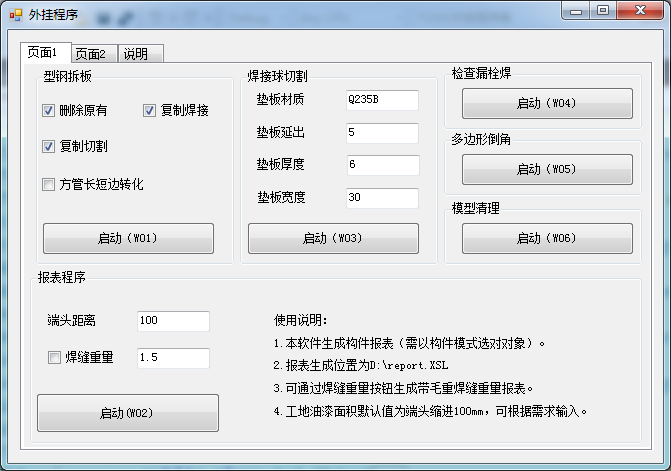 外挂程序
页面1 页面2 说明
型钢拆板
删除原有 复制焊接
复制切割
方管长短边转化
启动（W01）
焊接球切割
垫板材质 Q235B
垫板延出 5
垫板厚度 6
垫板宽度 30
启动（W03）
检查漏栓焊
启动（W04）
多边形倒角
启动（W05）
模型清理
启动（W06）
报表程序
端头距离 100
焊缝重量 1.5
启动(W02)
使用说明：
1.本软件生成构件报表（需以构件模式选对对象）。
2.报表生成位置为D:\report.XSL
3.可通过焊缝重量按钮生成带毛重焊缝重量报表。
4.工地油漆面积默认值为端头缩进100mm，可根据需求输入。